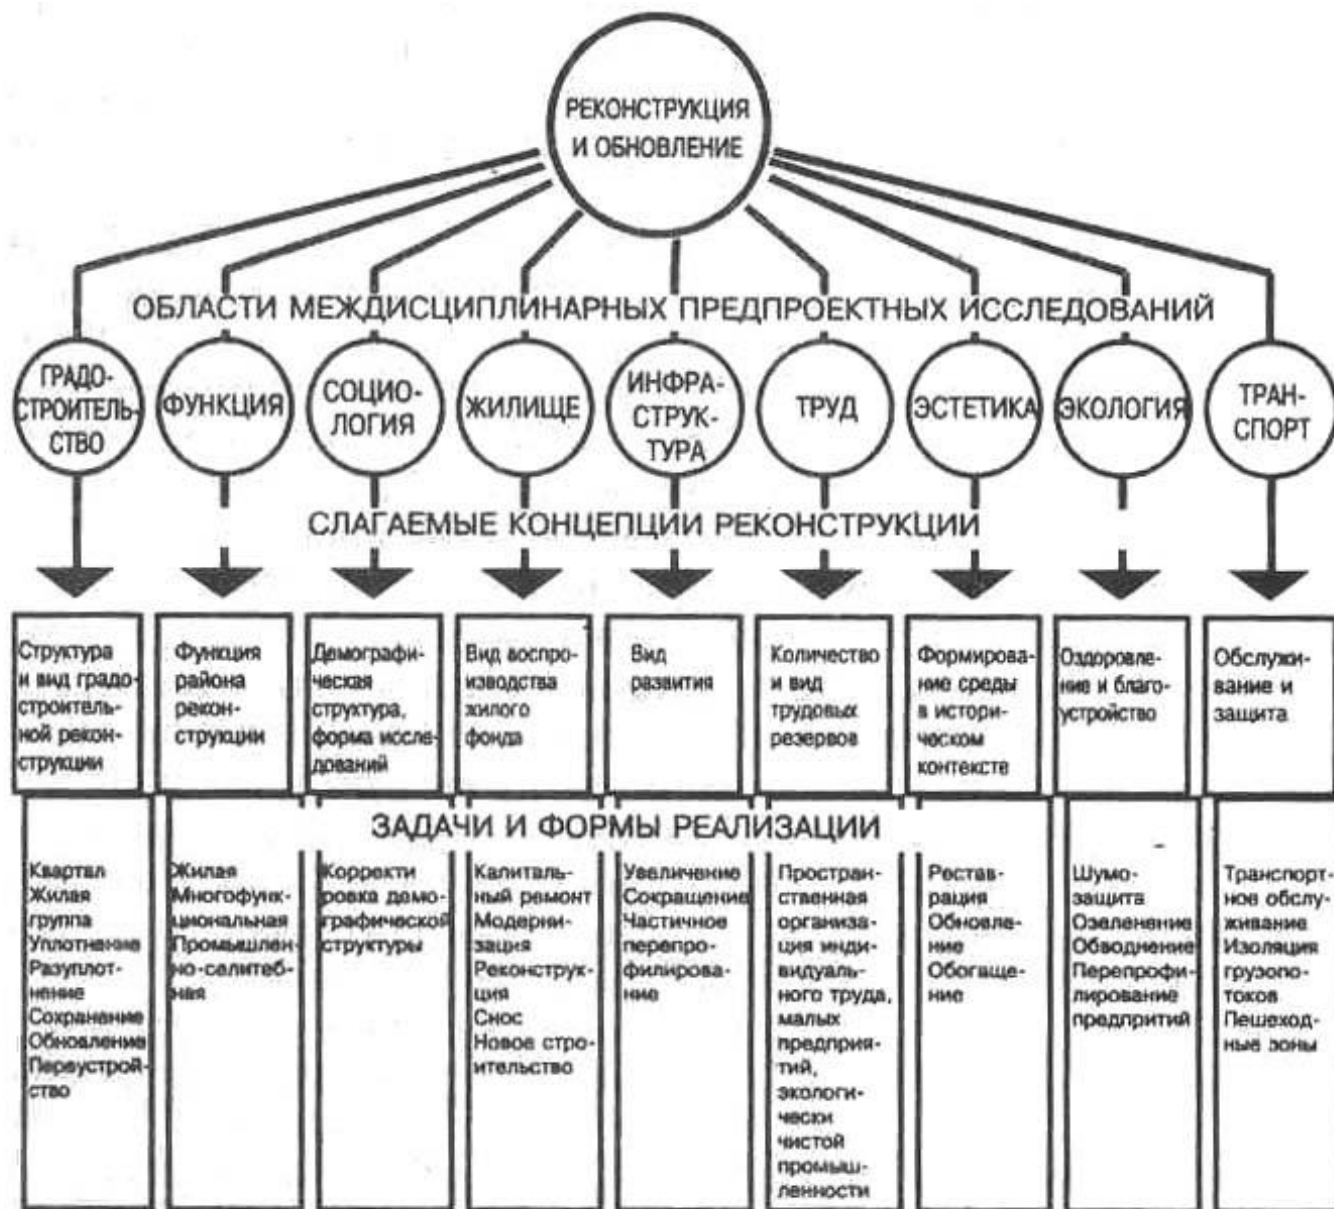 РЕКОНСТРУКЦИЯ
И ОБНОВЛЕНИЕ
ОБЛАСТИ МЕЖДИСЦИПЛИНАРНЫХ ПРЕДПРОЕКТНЫХ ИССЛЕДОВАНИЙ
ГРАДО-
СТРОИТЕЛЬ-
СТВО
ФУНКЦИЯ
СОЦИО-
ЛОГИЯ
ЖИЛИЩЕ
ИНФРА-
СТРУК-
ТУРА
ТРУД
ЭСТЕТИКА
ЭКОЛОГИЯ
ТРАН-
СПОРТ
СЛАГАЕМЫЕ КОНЦЕПЦИИ РЕКОНСТРУКЦИИ
Структура
и вид градо-
строитель-
ной рекон-
струкции
Функция
района
рекон-
струкции
Демографи-
ческая
структура,
форма иссле-
дований
Вид воспро-
изводства
жилого
фонда
Вид
развития
Количество
и вид
трудовых
резервов
Формирова-
ние среды
в истори-
ческом
контексте
Оздоровле-
ние и благо-
устройство
Обслужи-
вание и
защита
ЗАДАЧИ И ФОРМЫ РЕАЛИЗАЦИИ
Квартал
Жилая
группа
Уплотнение
Разуплот-
нение
Сохранение
Обновление
Переустрой-
ство
Жилая
Многофунк-
циональная
Промышлен-
но-селитеб-
ная
Корректи
ровка демо-
графической
структуры
Капиталь-
ный ремонт
Модерни-
зация
Реконструк-
ция
Снос
Новое стро-
ительство
Увеличение
Сокращение
Частичное
перепро-
филирова-
ние
Простран-
ственная
организа-
ция инди-
видуаль-
ного труда,
малых
предприя-
тий,
экологи-
чески
чистой
промыш-
ленности
Рестав-
рация
Обновле-
ние
Обогаще-
ние
Шумо-
защита
Озеленение
Обводнение
Перепрофи-
лирование
предпритий
Транспорт-
ное обслу-
живание
Изоляция
грузопо-
токов
Пешеход-
ные зоны